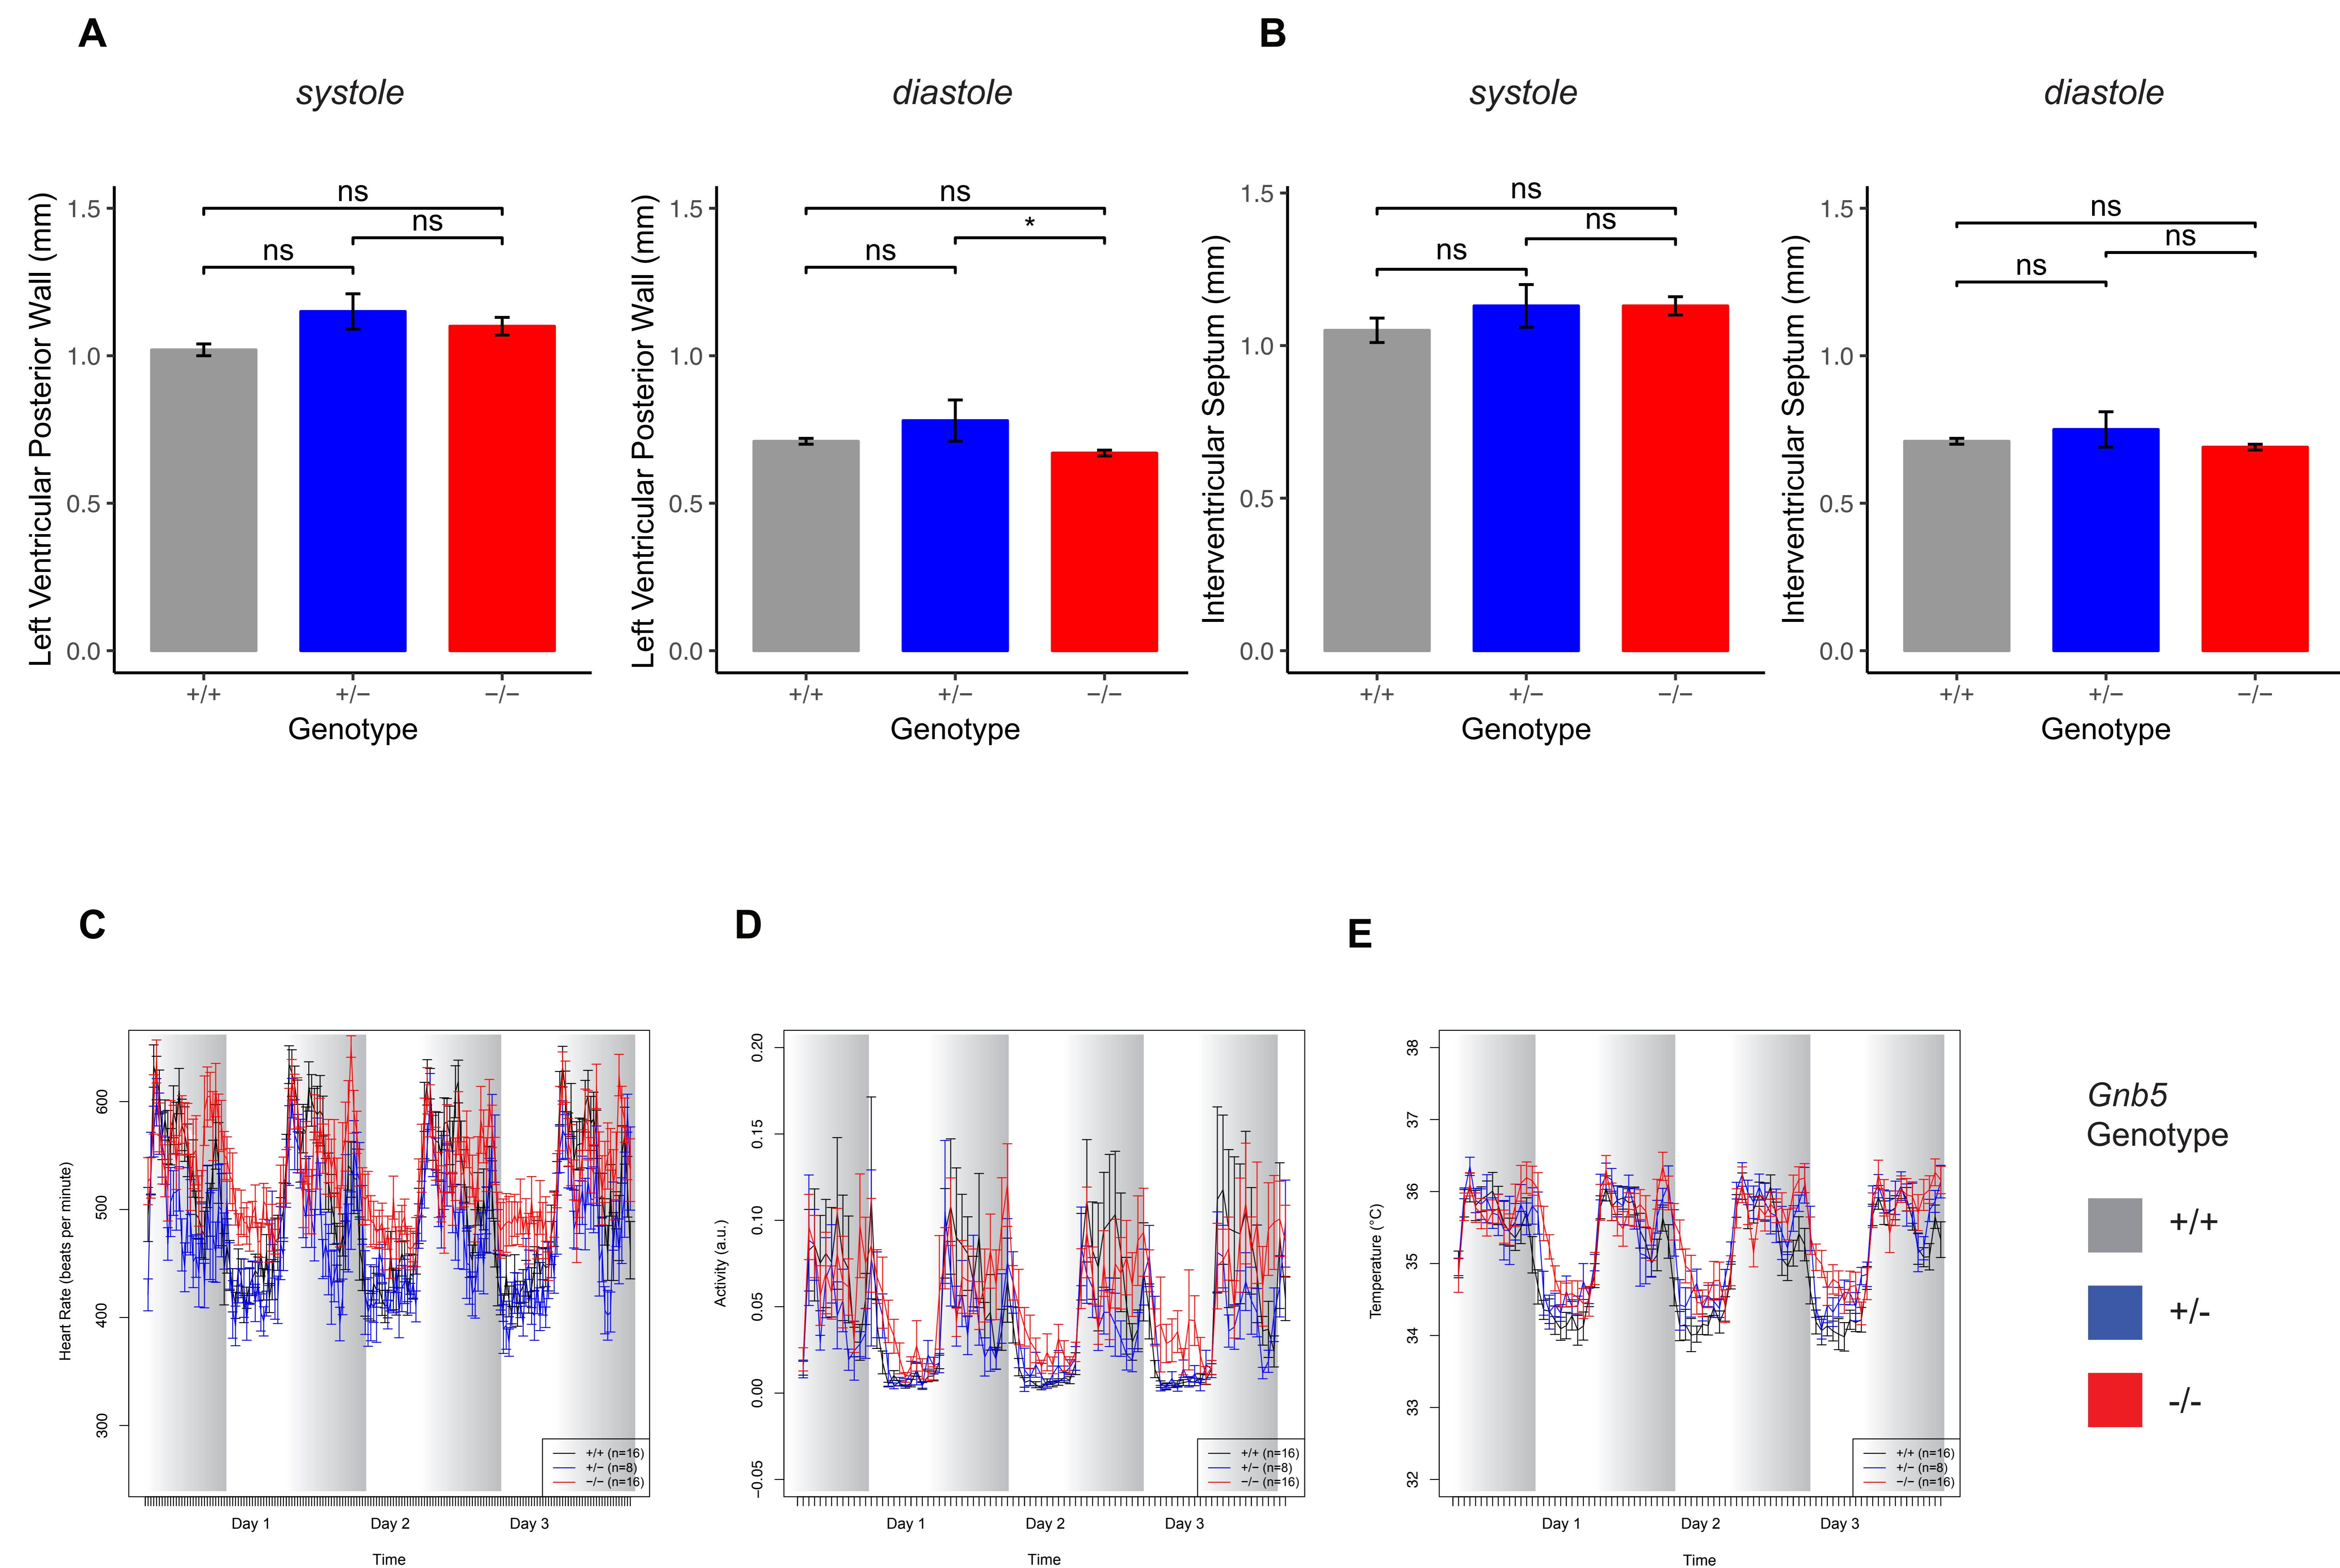 A
B
systole
diastole
systole
diastole
Left Ventricular Posterior Wall (mm)
1.5
1.0
0.5
0.0
ns
ns
ns
+/+
+/−
−/−
Genotype
Left Ventricular Posterior Wall (mm)
1.5
1.0
0.5
0.0
ns
*
ns
+/+
+/−
−/−
Genotype
Interventricular Septum (mm)
1.5
1.0
0.5
0.0
ns
ns
ns
+/+
+/−
−/−
Genotype
Interventricular Septum (mm)
1.5
1.0
0.5
0.0
ns
ns
ns
+/+
+/−
−/−
Genotype
C
D
E
Heart Rate (beats per minute)
600
500
400
300
+/+ (n=16)
+/− (n=8)
−/− (n=16)
Day 1
Day 2
Day 3
Time
Activity (a.u.)
0.20
0.15
0.10
0.05
0.00
−0.05
+/+ (n=16)
+/− (n=8)
−/− (n=16)
Day 1
Day 2
Day 3
Time
Temperature (°C)
38
37
36
35
34
33
32
+/+ (n=16)
+/− (n=8)
−/− (n=16)
Day 1
Day 2
Day 3
Time
Gnb5
Genotype
+/+
+/-
-/-